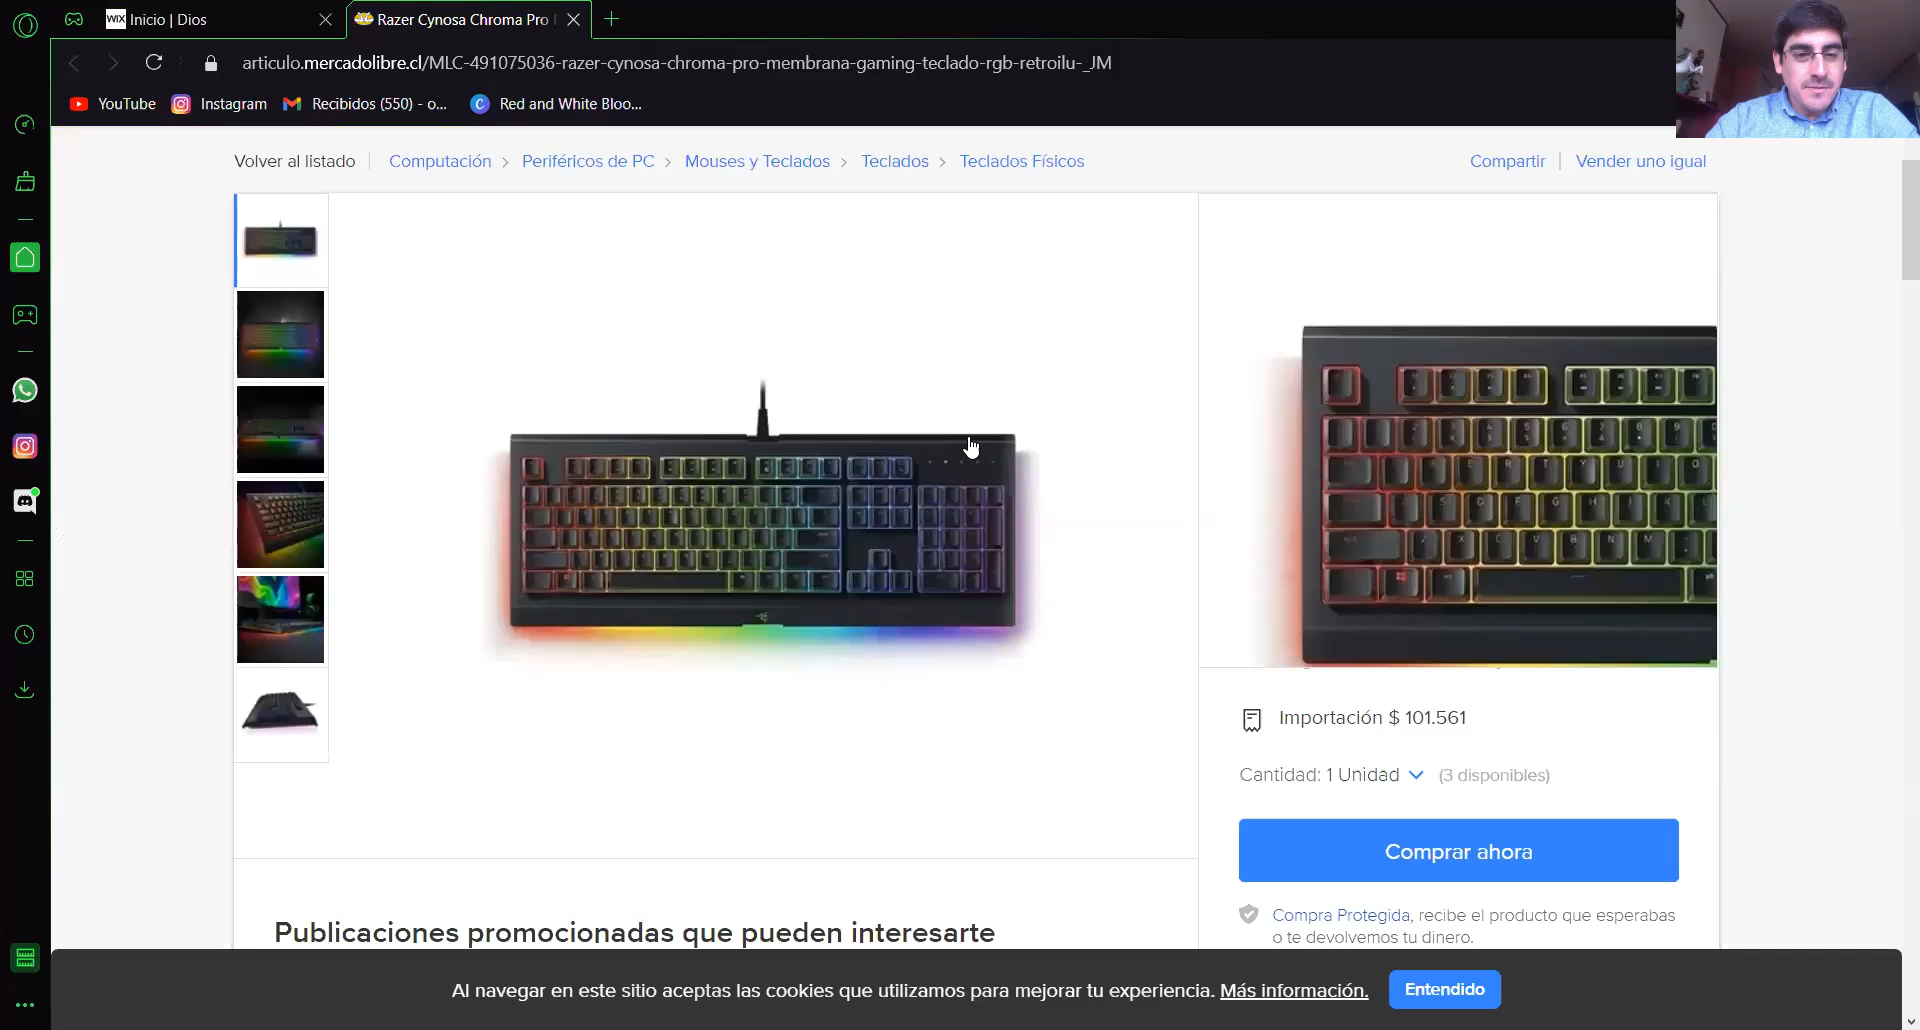 WiX Inicio | Dios
Razer Cynosa Chroma Pro
articulo.mercadolibre.cl/MLC-491075036-razer-cynosa-chroma-pro-membrana-gaming-teclado-rgb-retroilu-_JM
YouTube Instagram Recibidos (550) - o... Red and White Bloo...
Volver al listado Computación > Periféricos de PC > Mouses y Teclados > Teclados > Teclados Físicos Compartir Vender uno igual
Importación $ 101.561
Cantidad: 1 Unidad (3 disponibles)
Comprar ahora
Compra Protegida, recibe el producto que esperabas
o te devolvemos tu dinero.
Publicaciones promocionadas que pueden interesarte
Al navegar en este sitio aceptas las cookies que utilizamos para mejorar tu experiencia. Más información. Entendido